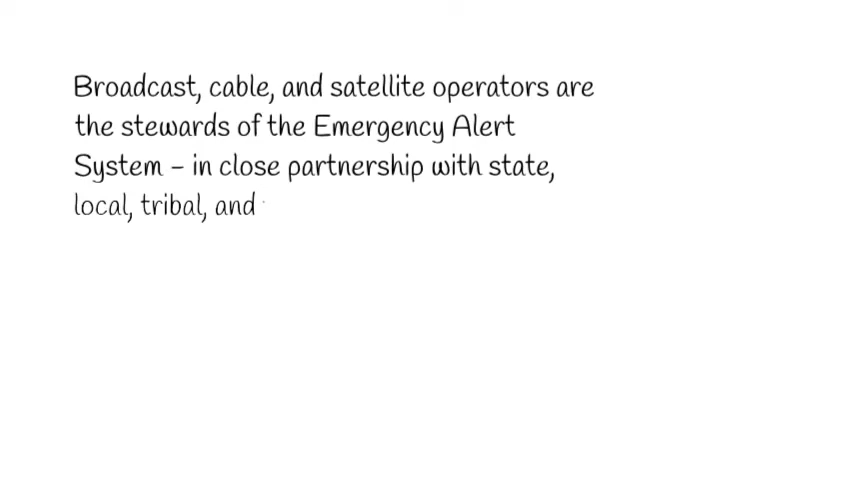 Broadcast, cable, and satellite operators are
the stewards of the Emergency Alert
System – in close partnership with state,
local, tribal, and